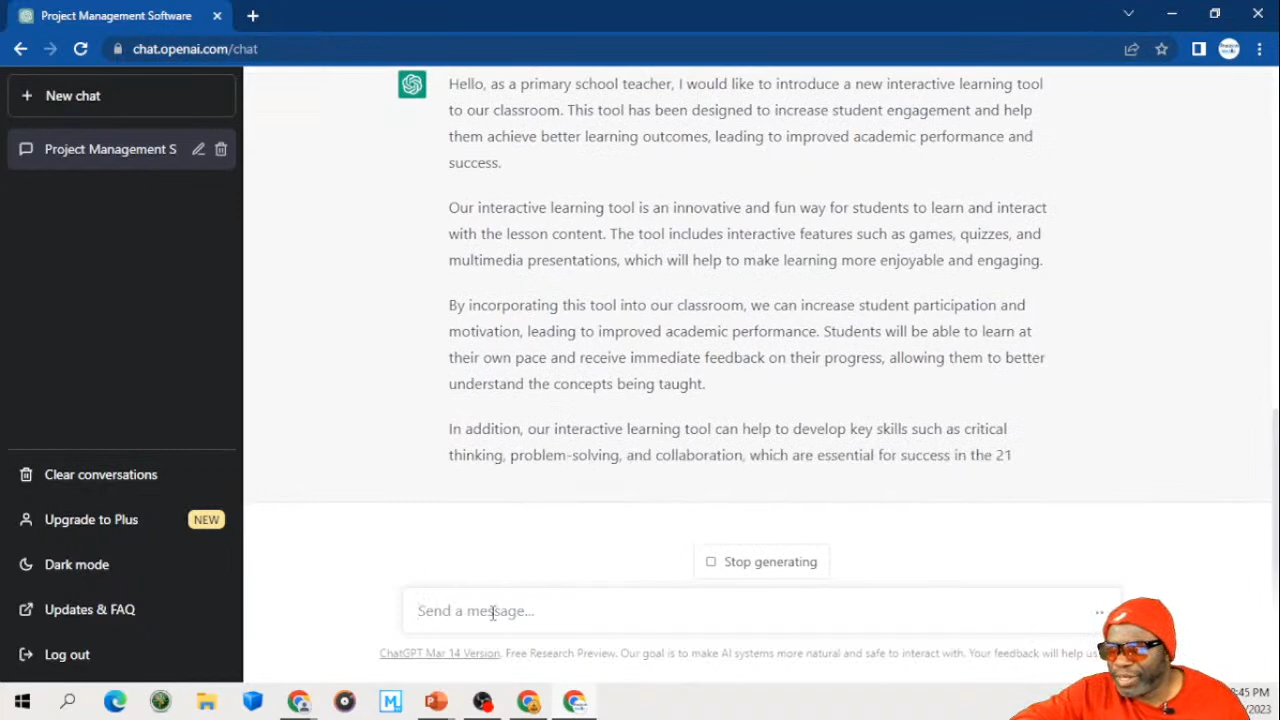 Project Management Software
chat.openai.com/chat
New chat
Project Management S
Hello, as a primary school teacher, I would like to introduce a new interactive learning tool
to our classroom. This tool has been designed to increase student engagement and help
them achieve better learning outcomes, leading to improved academic performance and
success.
Our interactive learning tool is an innovative and fun way for students to learn and interact
with the lesson content. The tool includes interactive features such as games, quizzes, and
multimedia presentations, which will help to make learning more enjoyable and engaging.
By incorporating this tool into our classroom, we can increase student participation and
motivation, leading to improved academic performance. Students will be able to learn at
their own pace and receive immediate feedback on their progress, allowing them to better
understand the concepts being taught.
In addition, our interactive learning tool can help to develop key skills such as critical
thinking, problem-solving, and collaboration, which are essential for success in the 21
Clear conversations
Upgrade to Plus NEW
Dark mode
Updates & FAQ
Log out
Stop generating
Send a message...
ChatGPT Mar 14 Version. Free Research Preview. Our goal is to make AI systems more natural and safe to interact with. Your feedback will help us
:45 PM
/2023